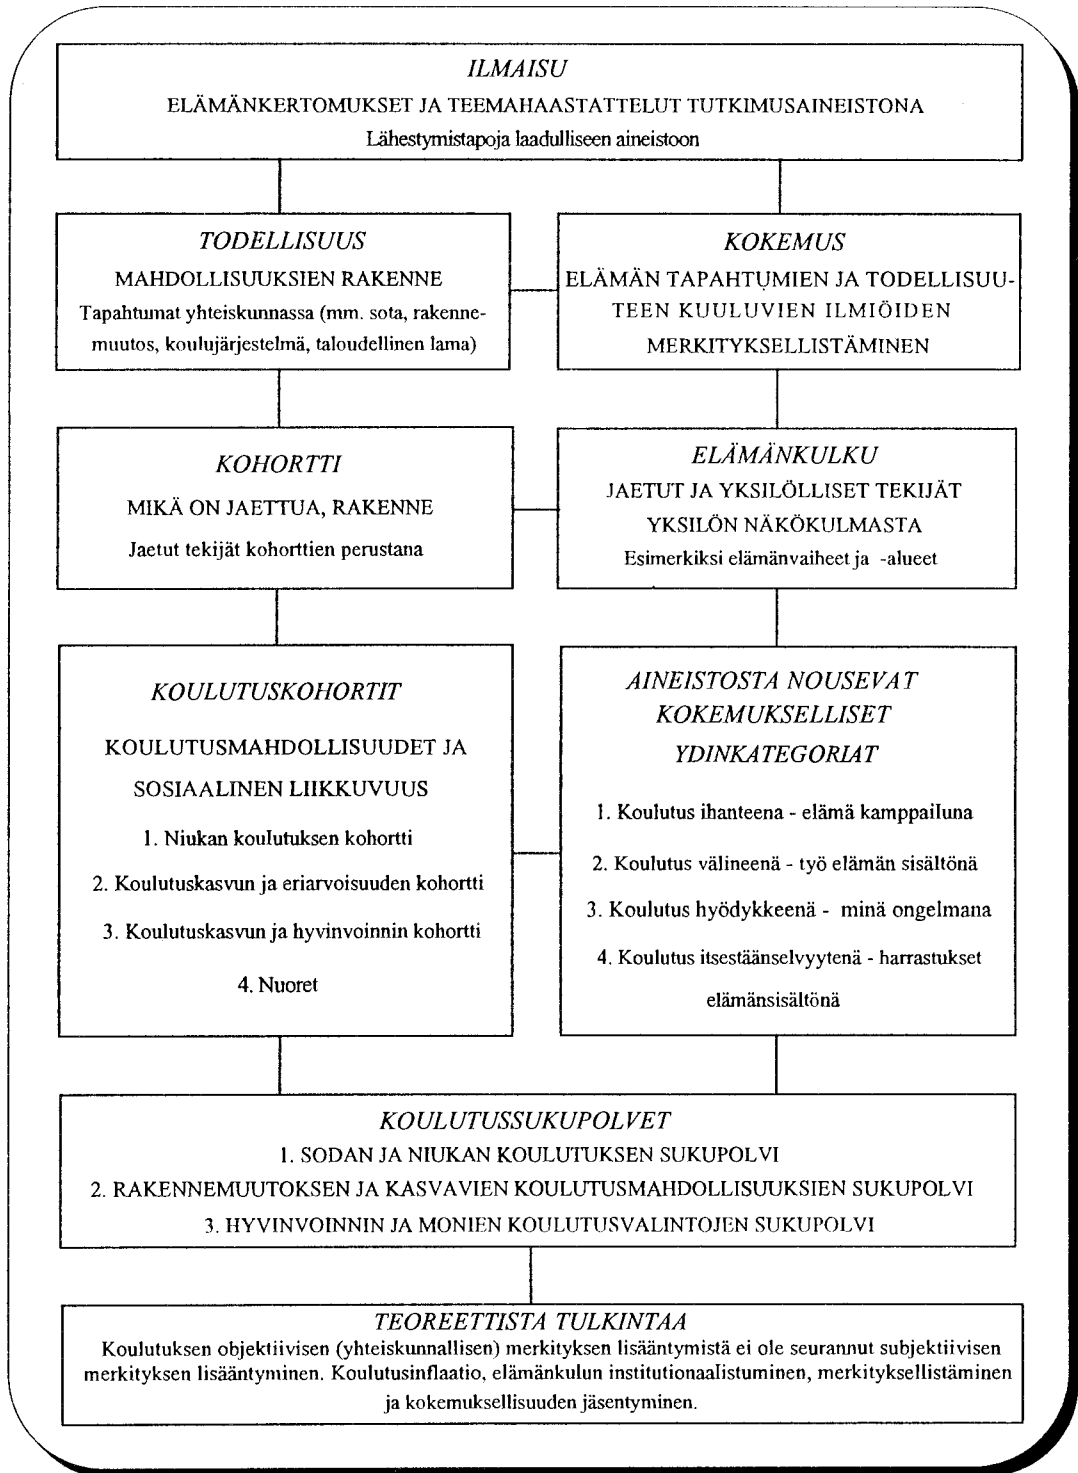 ILMAISU
ELÄMÄNKERTOMUKSET JA TEEMAHAASTATTELUT TUTKIMUSAINEISTONA
Lähestymistapoja laadulliseen aineistoon
TODELLISUUS
MAHDOLLISUUKSIEN RAKENNE
Tapahtumat yhteiskunnassa (mm. sota, rakenne-
muutos, koulujärjestelmä, taloudellinen lama)
KOKEMUS
ELÄMÄN TAPAHTUMIEN JA TODELLISUU-
TEEN KUULUVIEN ILMIÖIDEN
MERKITYKSELLISTÄMINEN
KOHORTTI
MIKÄ ON JAETTUA, RAKENNE
Jaetut tekijät kohorttien perustana
ELÄMÄNKULKU
JAETUT JA YKSILÖLLISET TEKIJÄT
YKSILÖN NÄKÖKULMASTA
Esimerkiksi elämänvaiheet ja -alueet
KOULUTUSKOHORTIT
KOULUTUSMAHDOLLISUUDET JA
SOSIAALINEN LIIKKUVUUS
1. Niukan koulutuksen kohortti
2. Koulutuskasvun ja eriarvoisuuden kohortti
3. Koulutuskasvun ja hyvinvoinnin kohortti
4. Nuoret
AINEISTOSTA NOUSEVAT
KOKEMUKSELLISET
YDINKATEGORIAT
1. Koulutus ihanteena - elämä kamppailuna
2. Koulutus välineenä - työ elämän sisältönä
3. Koulutus hyödykkeenä - minä ongelmana
4. Koulutus itsestäänselvyytenä - harrastukset
elämänsisältönä
KOULUTUSSUKUPOLVET
1. SODAN JA NIUKAN KOULUTUKSEN SUKUPOLVI
2. RAKENNEMUUTOKSEN JA KASVAVIEN KOULUTUSMAHDOLLISUUKSIEN SUKUPOLVI
3. HYVINVOINNIN JA MONIEN KOULUTUSVALINTOJEN SUKUPOLVI
TEOREETTISTA TULKINTAA
Koulutuksen objektiivisen (yhteiskunnallisen) merkityksen lisääntymistä ei ole seurannut subjektiivisen
merkityksen lisääntyminen. Koulutusinflaatio, elämänkulun institutionaalistuminen, merkityksellistäminen
ja kokemuksellisuuden jäsentyminen.